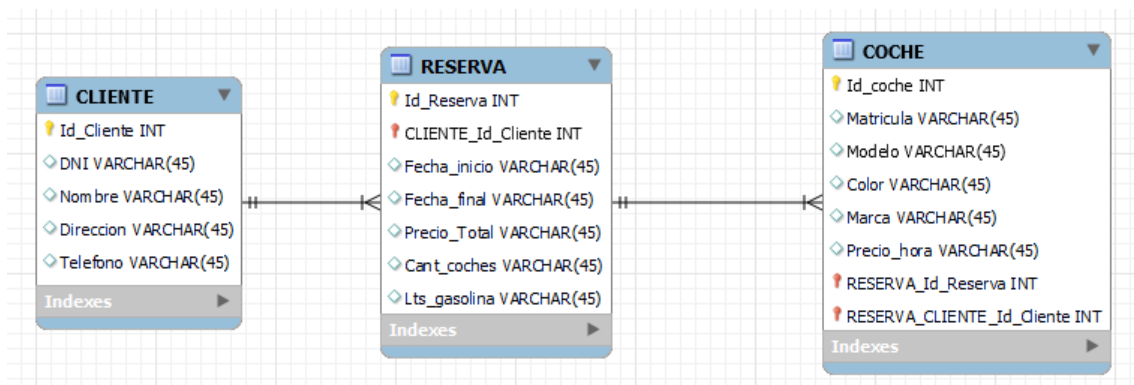 CLIENTE
Id_Cliente INT
DNI VARCHAR(45)
Nombre VARCHAR(45)
Direccion VARCHAR(45)
Telefono VARCHAR(45)
Indexes
RESERVA
Id_Reserva INT
CLIENTE_Id_Cliente INT
Fecha_inicio VARCHAR(45)
Fecha_final VARCHAR(45)
Precio_Total VARCHAR(45)
Cant_coches VARCHAR(45)
Lts_gasolina VARCHAR(45)
Indexes
COCHE
Id_coche INT
Matricula VARCHAR(45)
Modelo VARCHAR(45)
Color VARCHAR(45)
Marca VARCHAR(45)
Precio_hora VARCHAR(45)
RESERVA_Id_Reserva INT
RESERVA_CLIENTE_Id_Cliente INT
Indexes